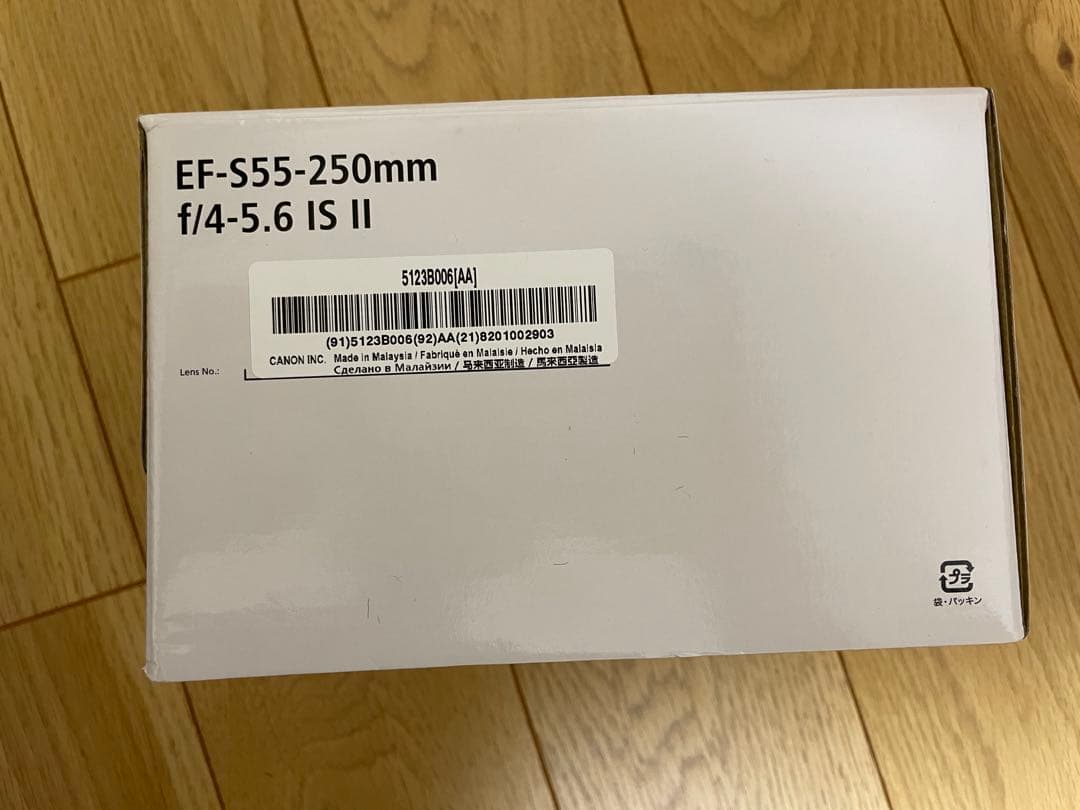 EF-S55-250mm
f/4-5.6 IS II
5123B006[AA]
(91)5123B006(92)AA(21)8201002903
CANON INC. Made in Malaysia / Fabriqué en Malaisie / Hecho en Malaisia
Сделано в Малайзии / 马来西亚制造 / 馬來西亞製造
Lens No.:
プラ
袋・パッキン